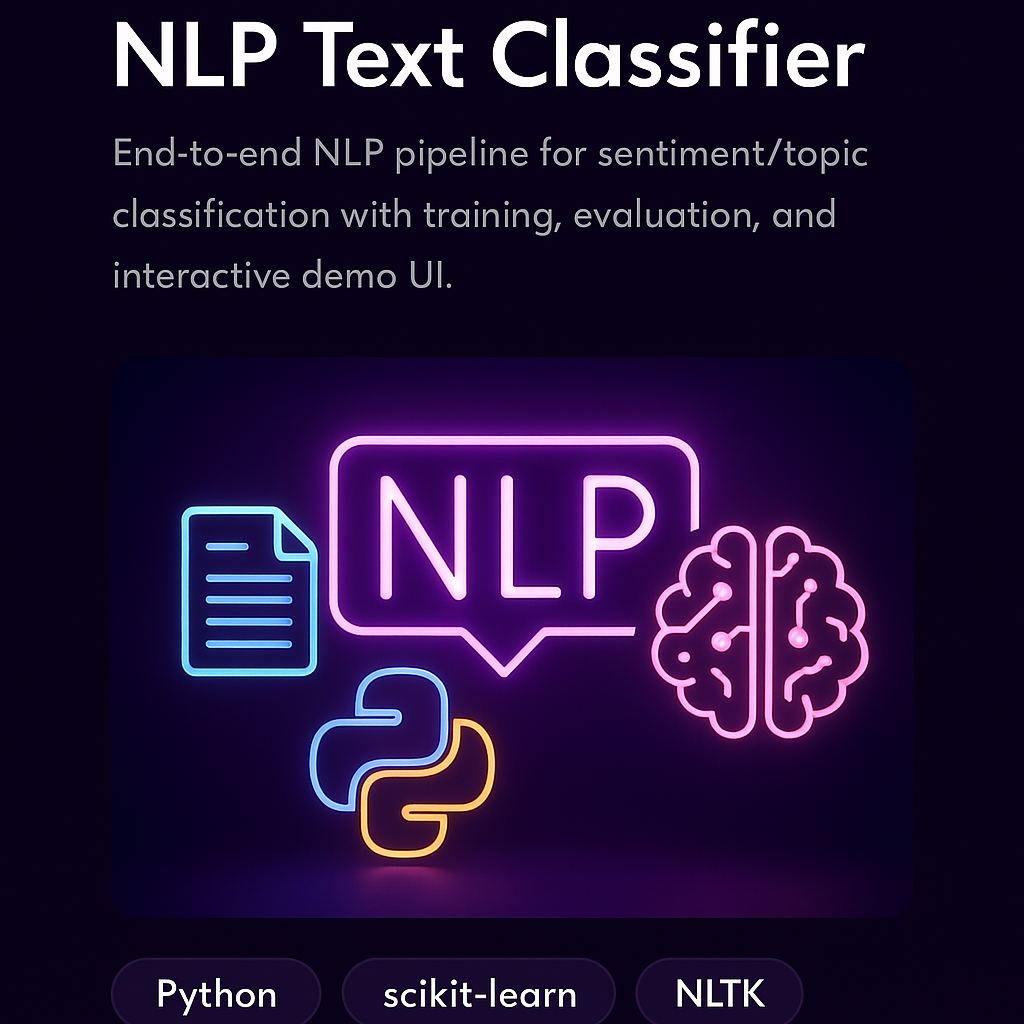 NLP Text Classifier
End-to-end NLP pipeline for sentiment/topic
classification with training, evaluation, and
interactive demo UI.
NLP
Python scikit-learn NLTK